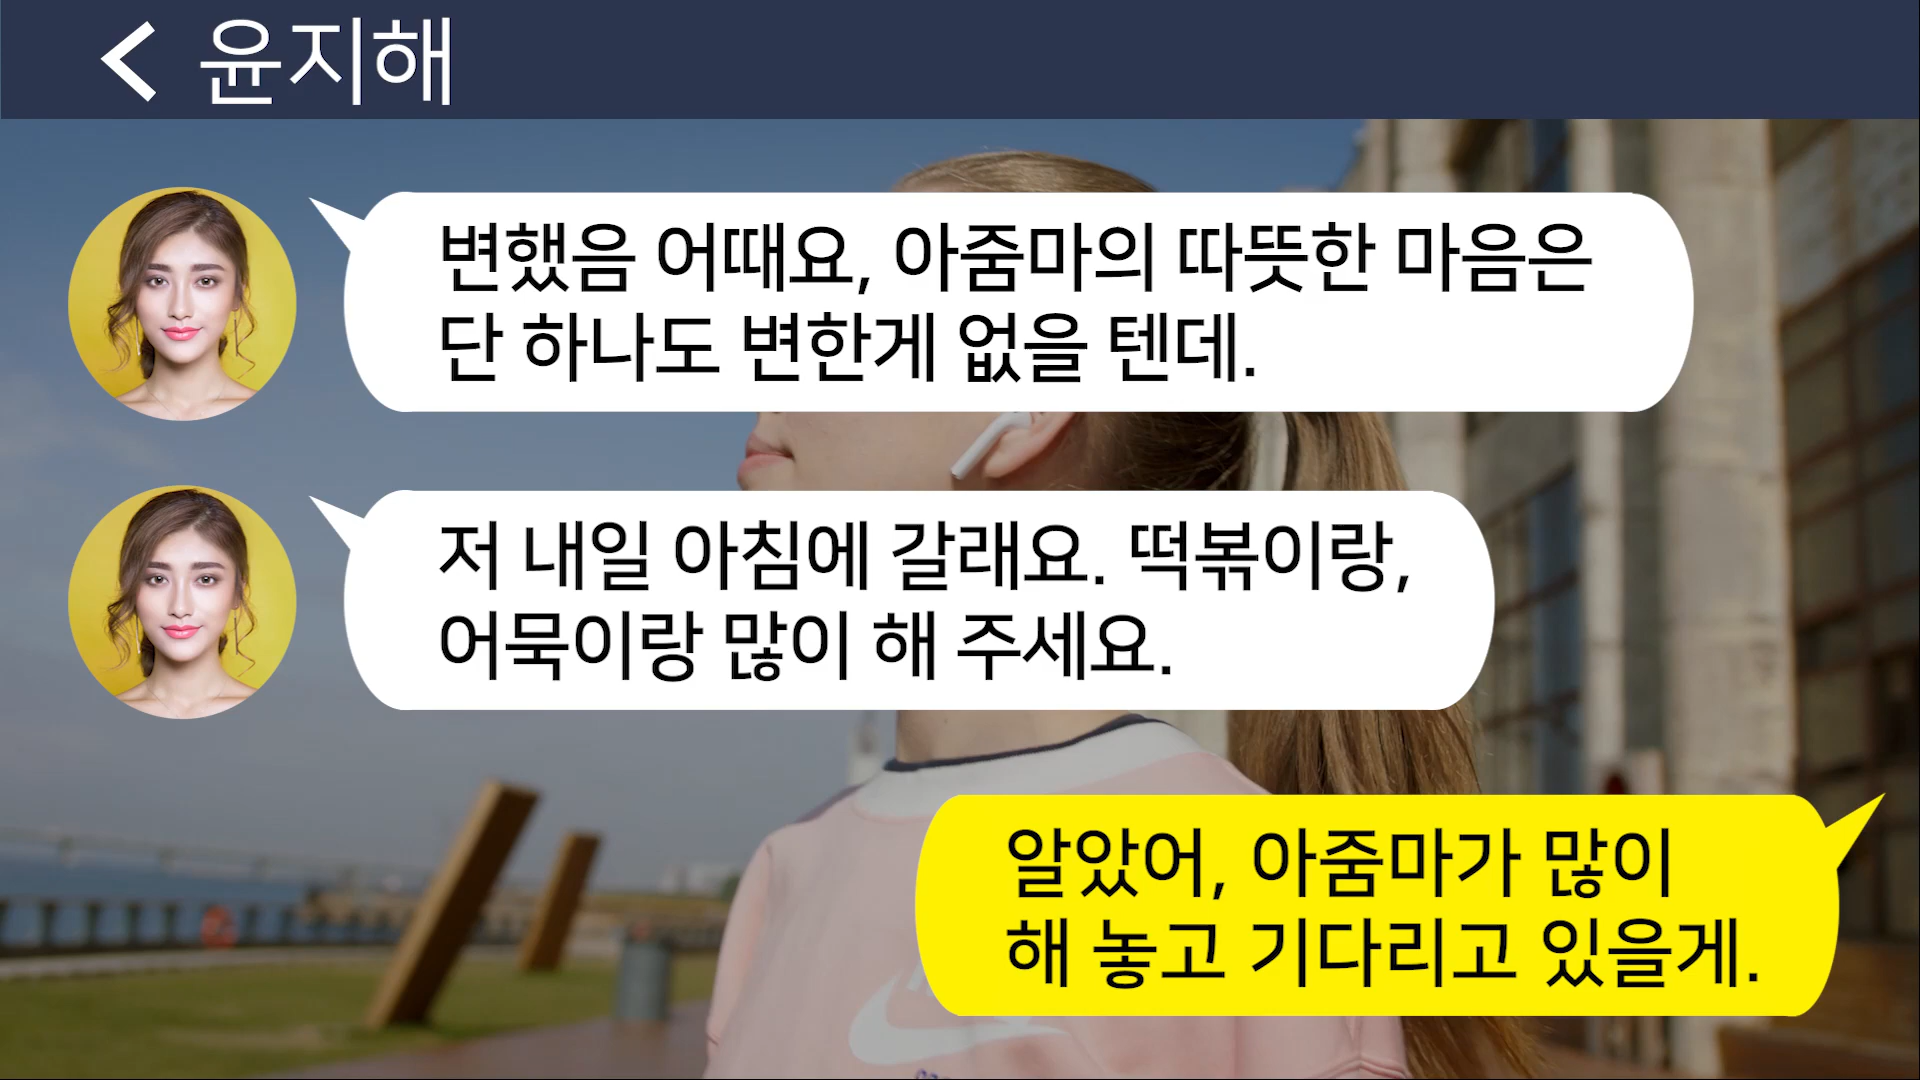 윤지해
변했음 어때요, 아줌마의 따뜻한 마음은
단 하나도 변한게 없을 텐데.
저 내일 아침에 갈래요. 떡볶이랑,
어묵이랑 많이 해 주세요.
알았어, 아줌마가 많이
해 놓고 기다리고 있을게.